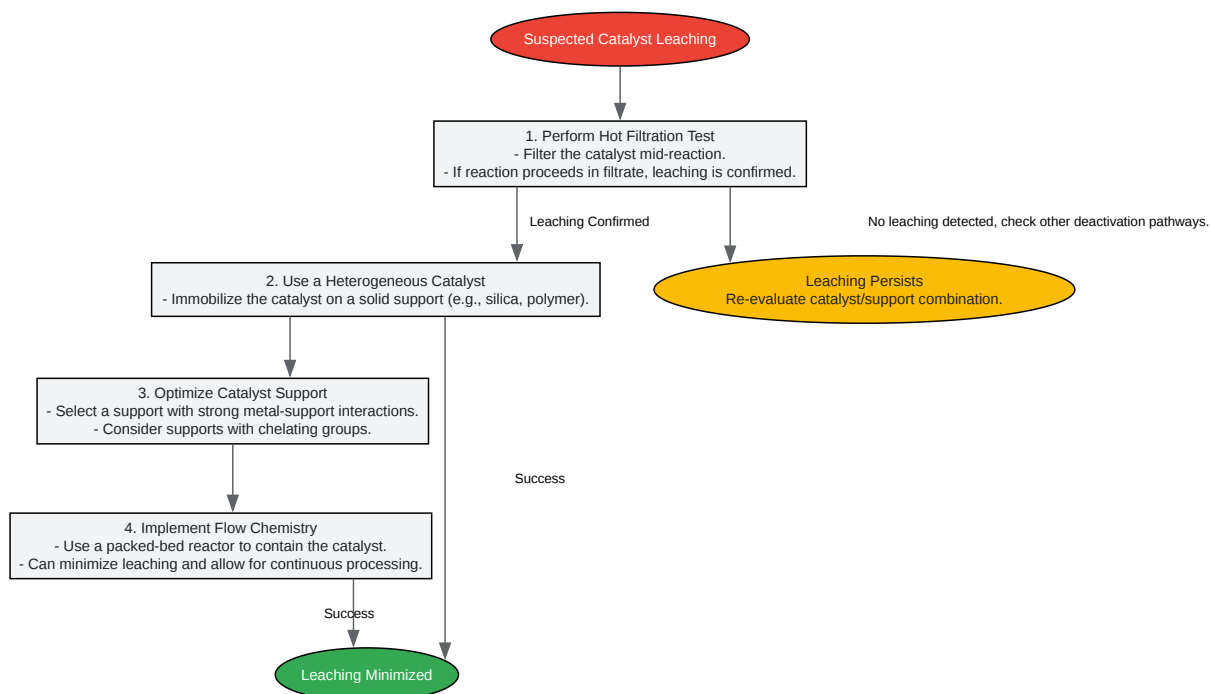 Suspected Catalyst Leaching
1. Perform Hot Filtration Test
- Filter the catalyst mid-reaction.
- If reaction proceeds in filtrate, leaching is confirmed.
Leaching Confirmed
No leaching detected, check other deactivation pathways.
2. Use a Heterogeneous Catalyst
- Immobilize the catalyst on a solid support (e.g., silica, polymer).
Leaching Persists
Re-evaluate catalyst/support combination.
3. Optimize Catalyst Support
- Select a support with strong metal-support interactions.
- Consider supports with chelating groups.
Success
4. Implement Flow Chemistry
- Use a packed-bed reactor to contain the catalyst.
- Can minimize leaching and allow for continuous processing.
Success
Leaching Minimized